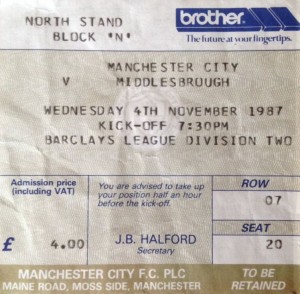 NORTH STAND
BLOCK 'N'
brother®
The future at your fingertips.
MANCHESTER CITY
V MIDDLESBROUGH
WEDNESDAY 4TH NOVEMBER 1987
KICK-OFF 7:30PM
BARCLAYS LEAGUE DIVISION TWO
Admission price
(including VAT)
£ 4.00
You are advised to take up
your position half an hour
before the kick-off.
J.B. HALFORD
Secretary
ROW
07
SEAT
20
MANCHESTER CITY F.C. PLC
MAINE ROAD, MOSS SIDE, MANCHESTER
TO BE
RETAINED